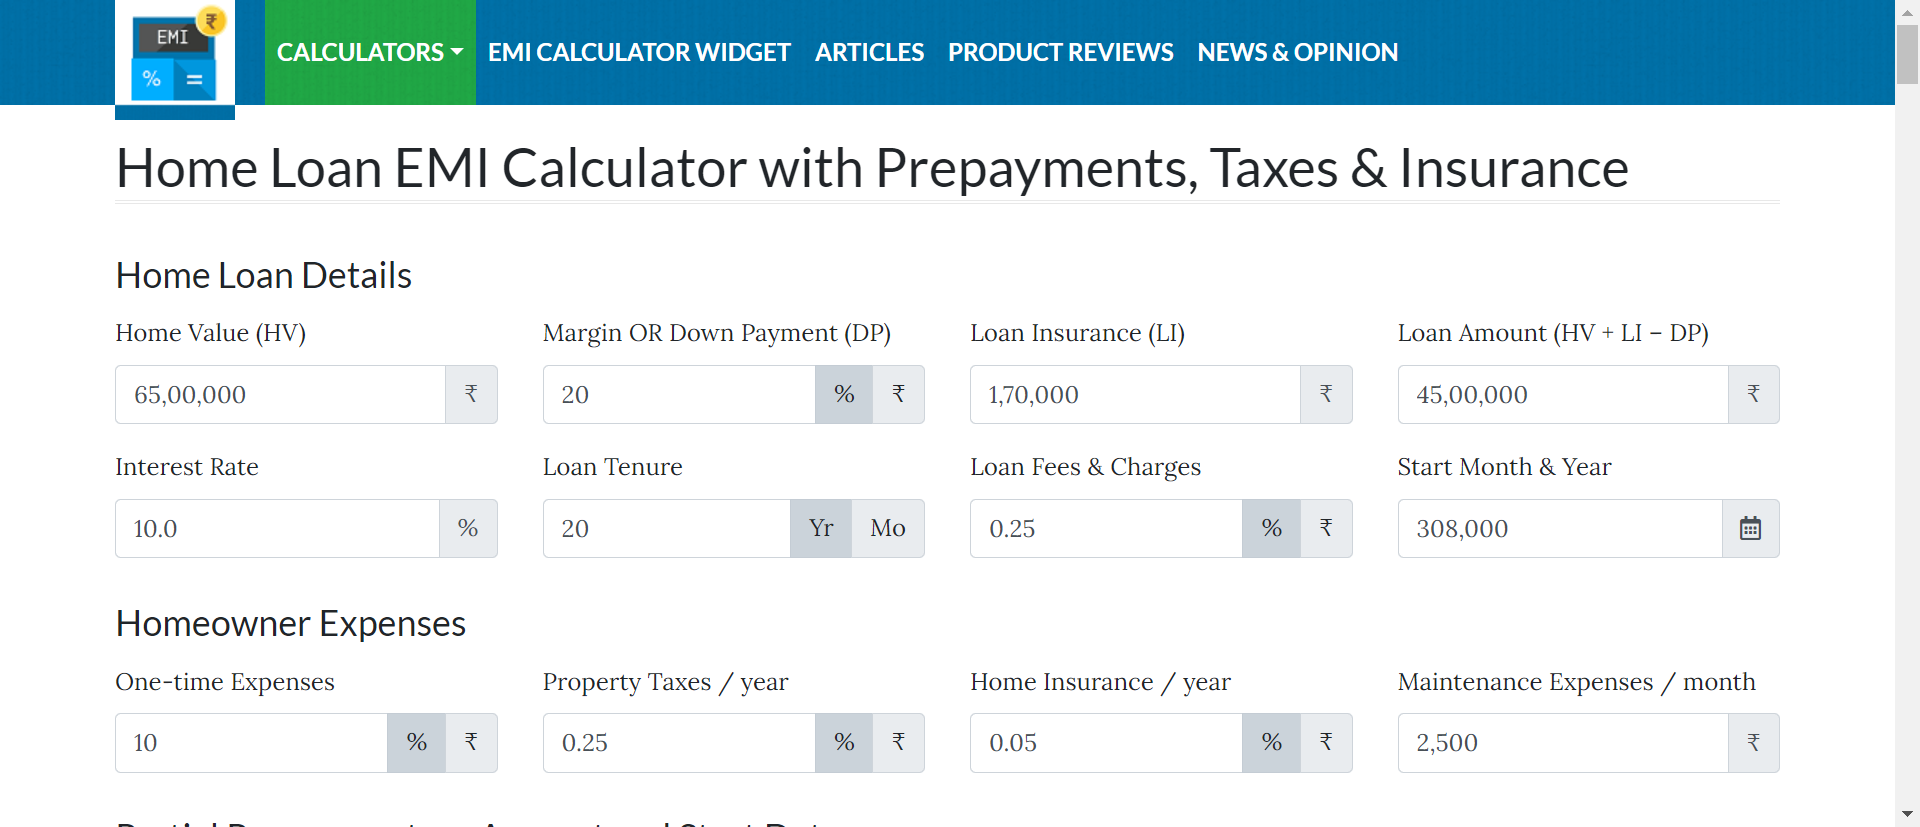 EMI
₹
%
=
CALCULATORS EMI CALCULATOR WIDGET ARTICLES PRODUCT REVIEWS NEWS & OPINION
Home Loan EMI Calculator with Prepayments, Taxes & Insurance
Home Loan Details
Home Value (HV) Margin OR Down Payment (DP) Loan Insurance (LI) Loan Amount (HV + LI – DP)
65,00,000 ₹ 20 % ₹ 1,70,000 ₹ 45,00,000 ₹
Interest Rate Loan Tenure Loan Fees & Charges Start Month & Year
10.0 % 20 Yr Mo 0.25 % ₹ 308,000
Homeowner Expenses
One-time Expenses Property Taxes / year Home Insurance / year Maintenance Expenses / month
10 % ₹ 0.25 % ₹ 0.05 % ₹ 2,500 ₹